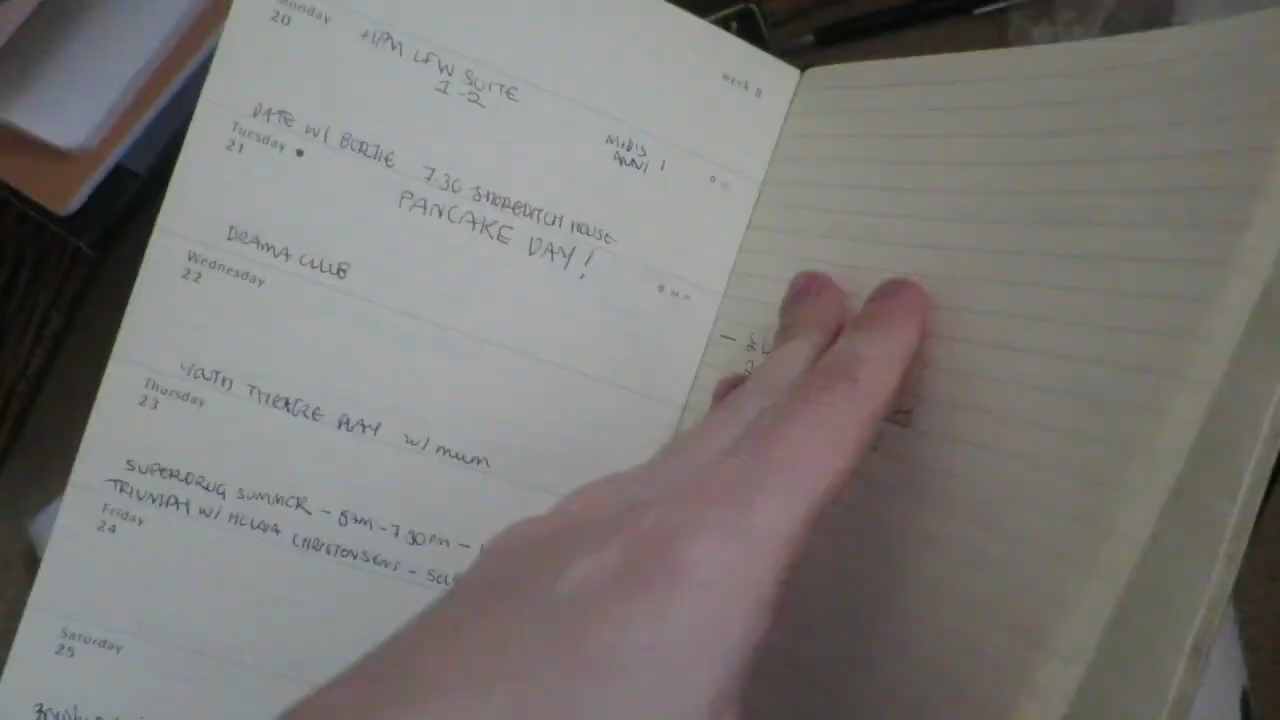 Monday
20
LFW SUITE
1-2
week 8
DATE W/ BERTIE 7.30 SHOREDITCH HOUSE
Tuesday
21
PANCAKE DAY!
DRAMA CLUB
Wednesday
22
YOUTH THEATRE PLAY W/ MUM
Thursday
23
SUPERDRUG SUMMER - 8am - 7.30pm -
TRIUMPH W/ HELENA CHRISTENSEN -
Friday
24
Saturday
25